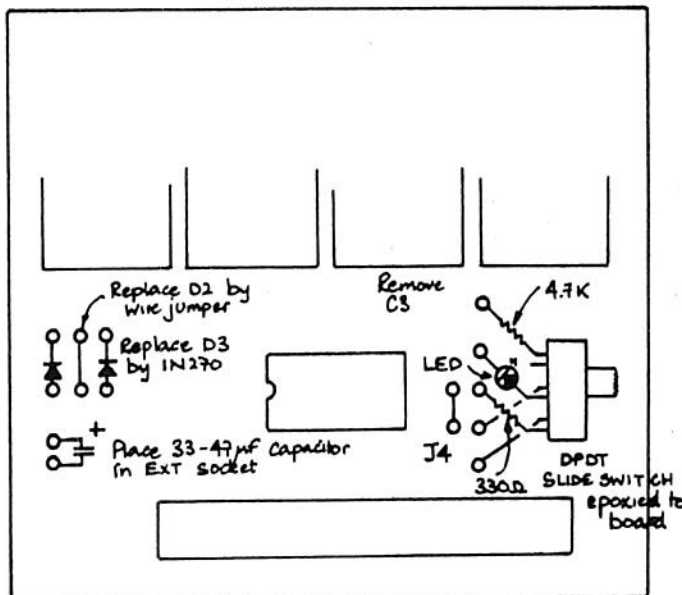 Replace D2 by
wire jumper
Remove
C3
4.7K
Replace D3
by IN270
LED
+
Place 33-47µf capacitor
in EXT socket
J4
330Ω
DPDT
SLIDE SWITCH
epoxied to
board